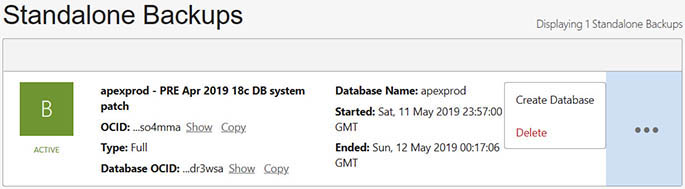 Standalone Backups
Displaying 1 Standalone Backups
B
ACTIVE
apexprod - PRE Apr 2019 18c DB system
patch
OCID: ...so4mma Show Copy
Type: Full
Database OCID: ...dr3wsa Show Copy
Database Name: apexprod
Started: Sat, 11 May 2019 23:57:00
GMT
Ended: Sun, 12 May 2019 00:17:06
GMT
Create Database
Delete